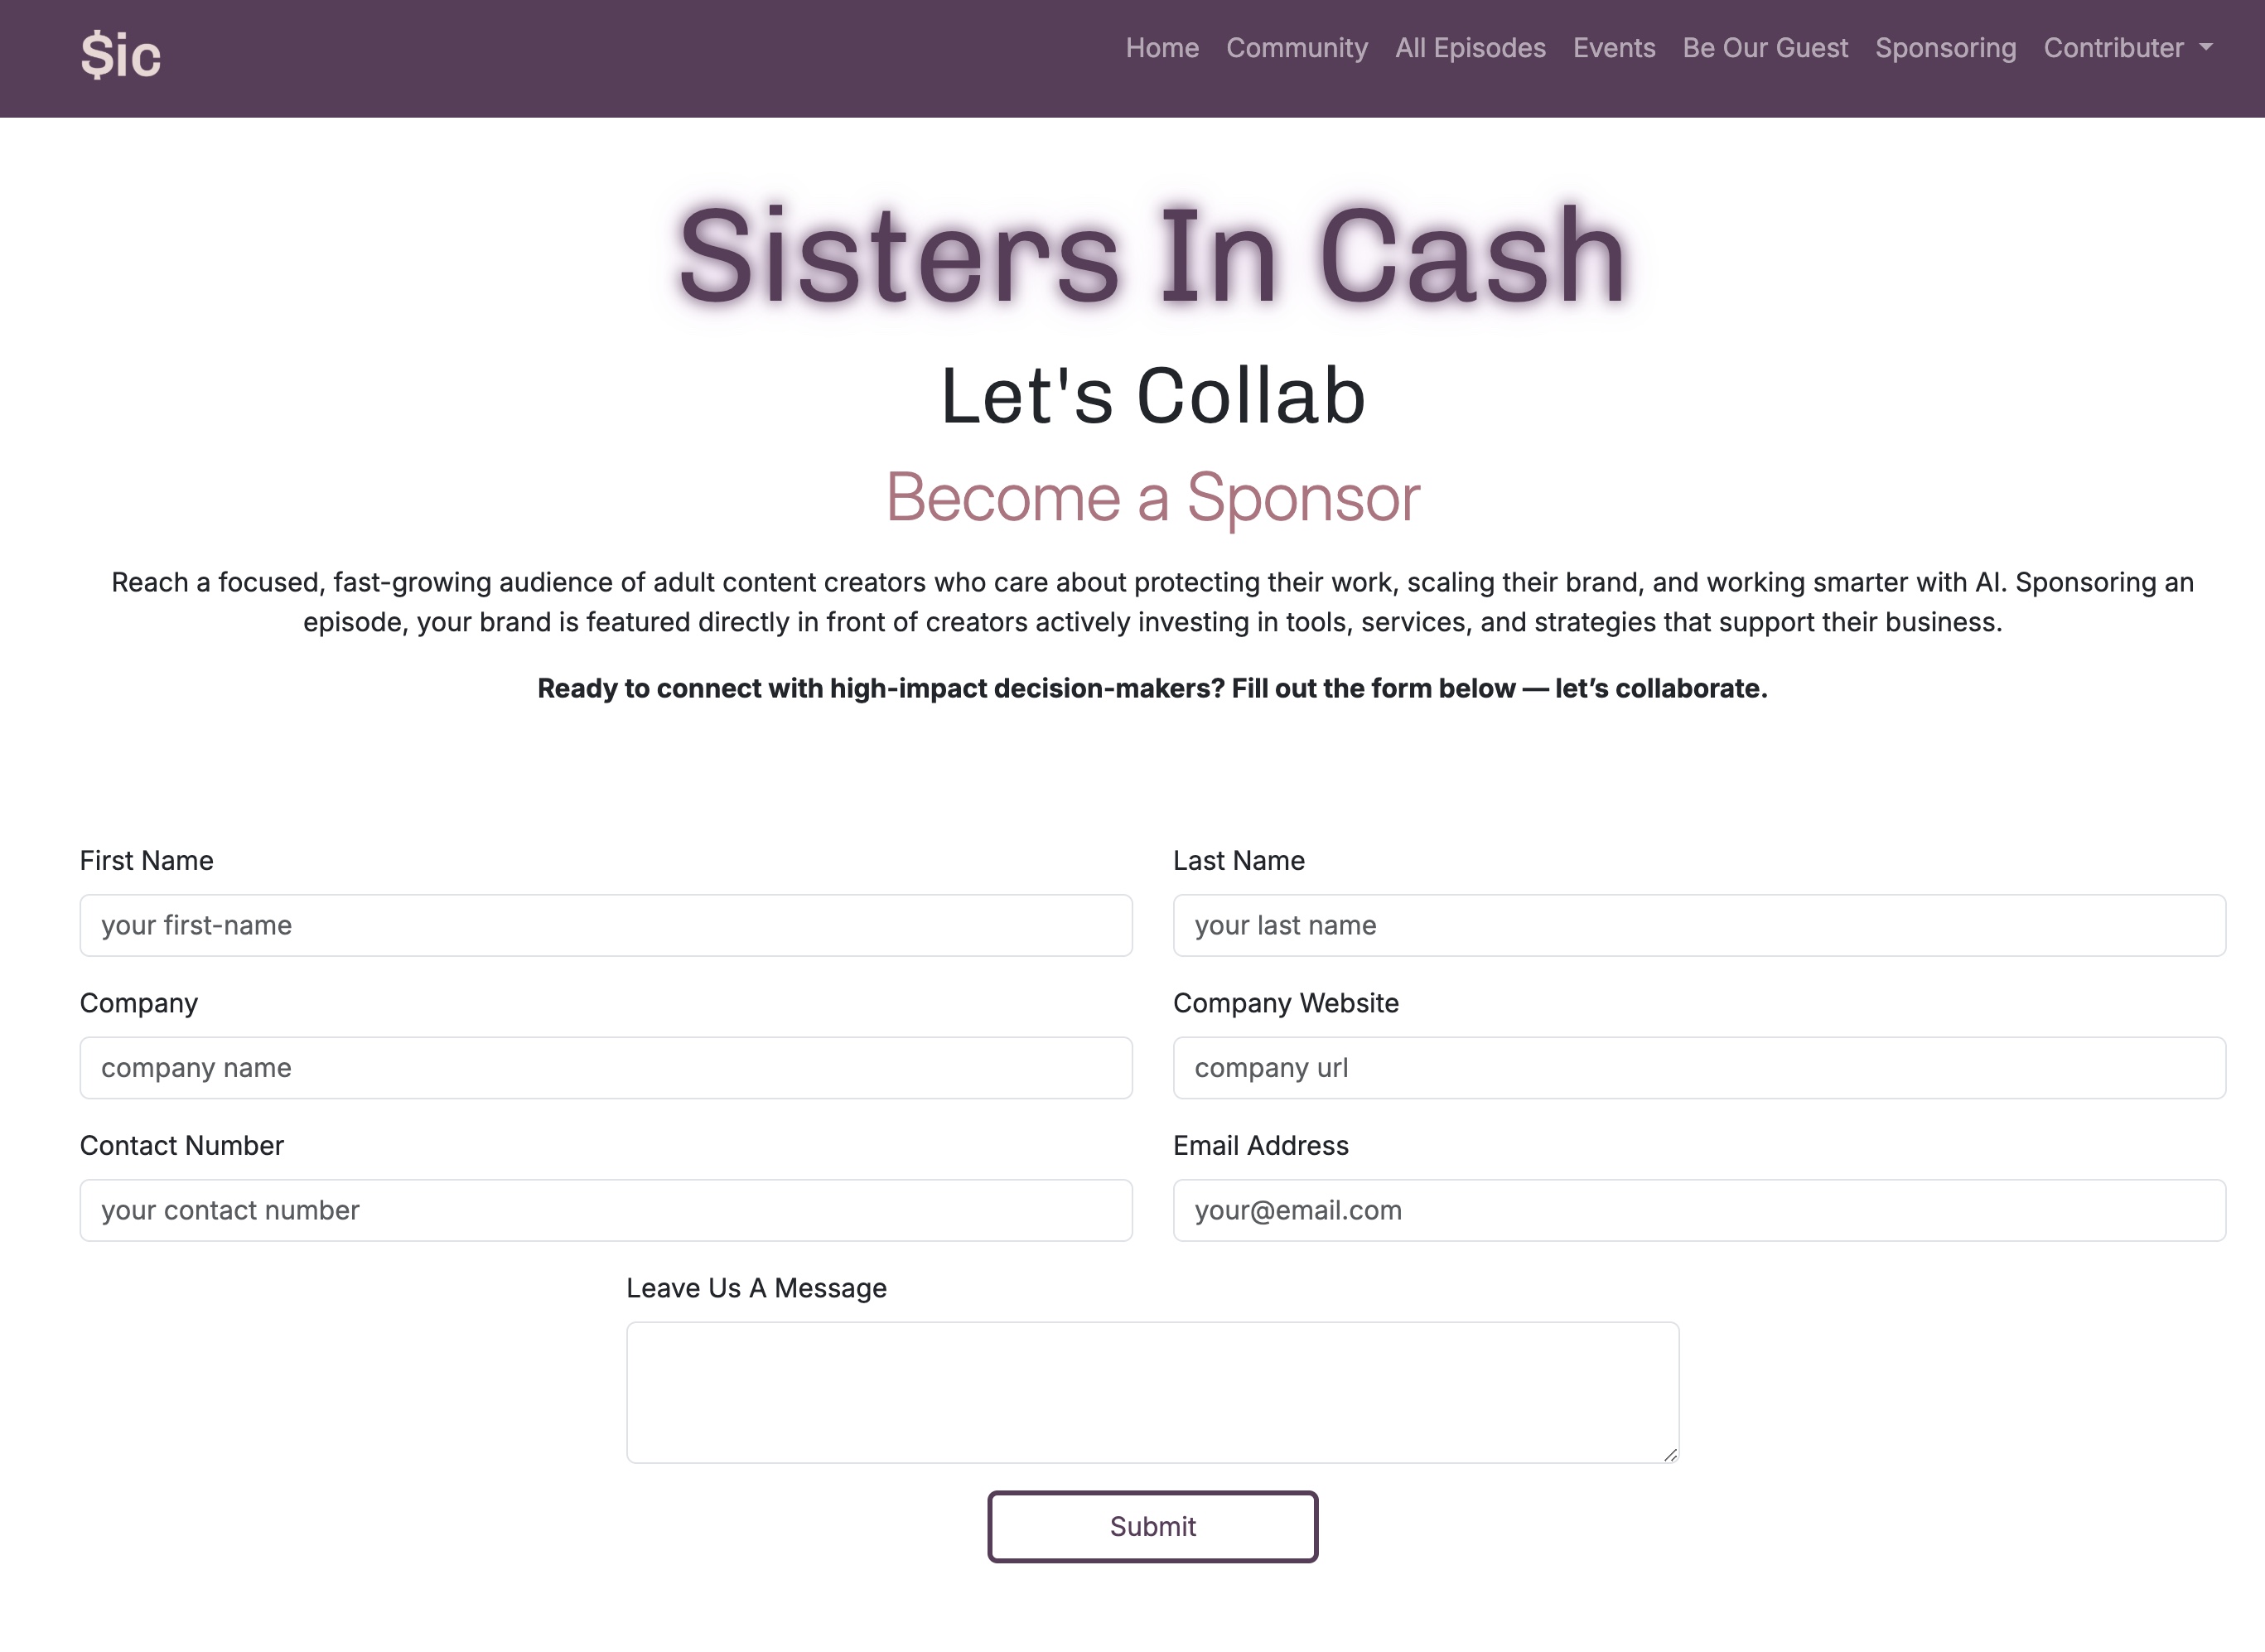 $ic
Home Community All Episodes Events Be Our Guest Sponsoring Contributer
Sisters In Cash
Let's Collab
Become a Sponsor
Reach a focused, fast-growing audience of adult content creators who care about protecting their work, scaling their brand, and working smarter with AI. Sponsoring an
episode, your brand is featured directly in front of creators actively investing in tools, services, and strategies that support their business.
Ready to connect with high-impact decision-makers? Fill out the form below — let’s collaborate.
First Name
your first-name
Last Name
your last name
Company
company name
Company Website
company url
Contact Number
your contact number
Email Address
your@email.com
Leave Us A Message
Submit